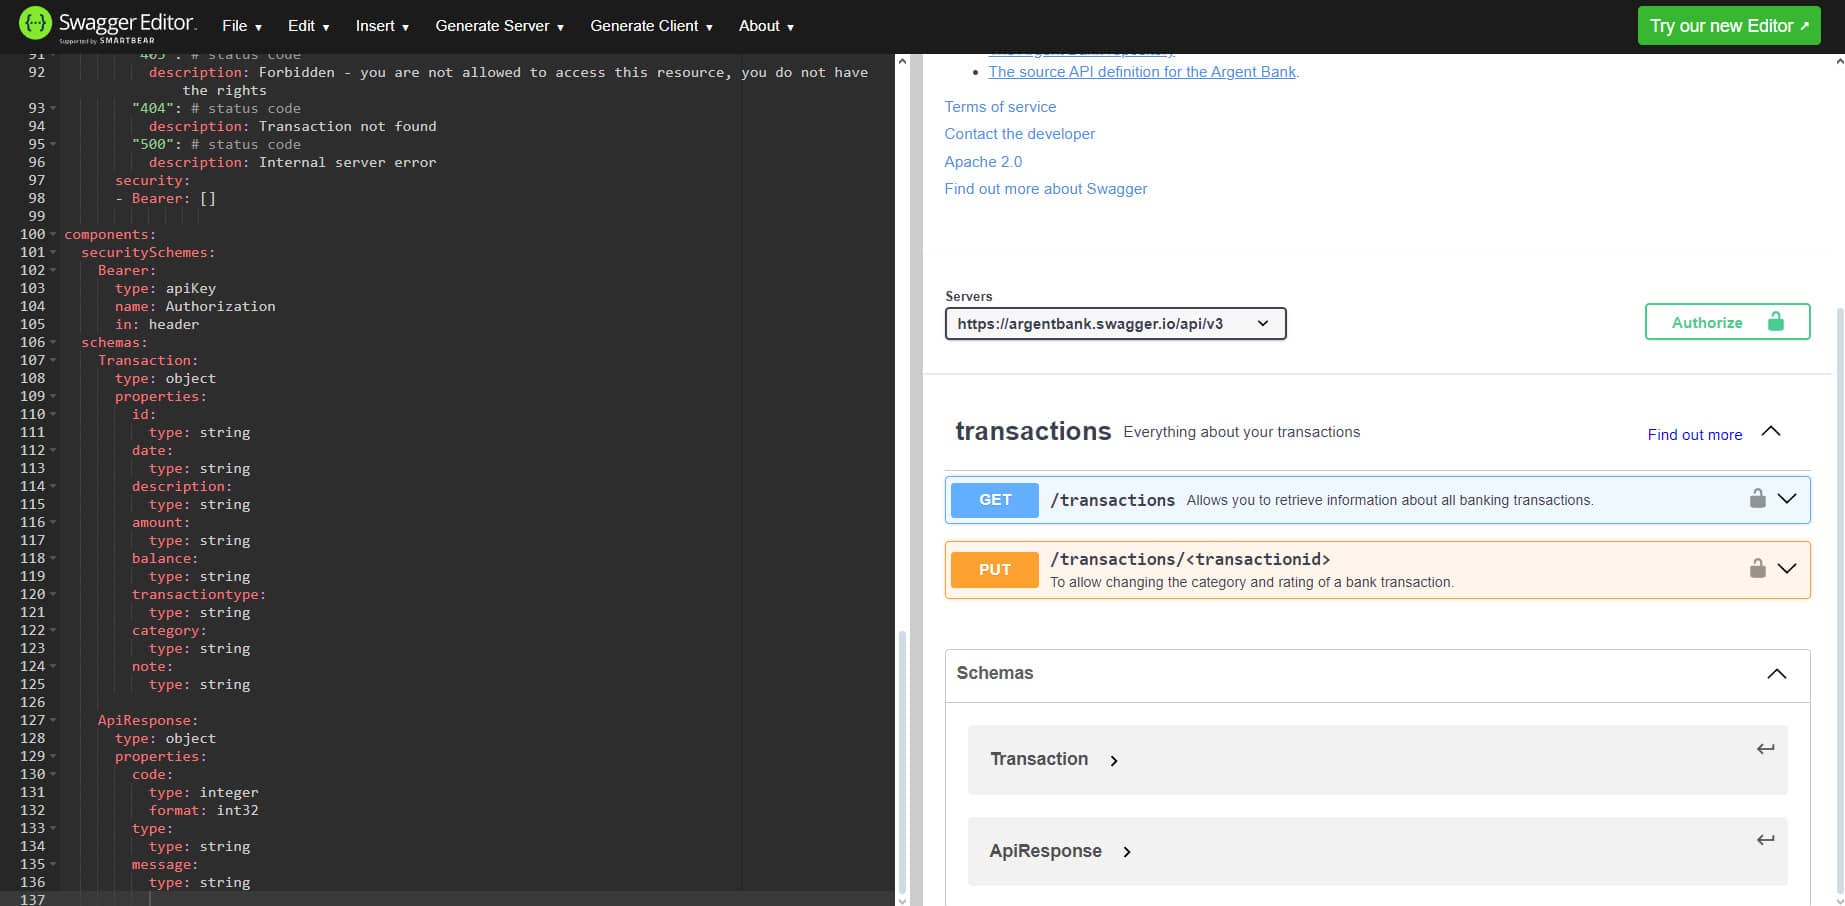 Swagger Editor.
Supported by SMARTBEAR
File
Edit
Insert
Generate Server
Generate Client
About
Try our new Editor
91 # status code
92 description: Forbidden - you are not allowed to access this resource, you do not have
the rights
93 "404": # status code
94 description: Transaction not found
95 "500": # status code
96 description: Internal server error
97 security:
98 - Bearer: []
99
100 components:
101 securitySchemes:
102 Bearer:
103 type: apiKey
104 name: Authorization
105 in: header
106 schemas:
107 Transaction:
108 type: object
109 properties:
110 id:
111 type: string
112 date:
113 type: string
114 description:
115 type: string
116 amount:
117 type: string
118 balance:
119 type: string
120 transactiontype:
121 type: string
122 category:
123 type: string
124 note:
125 type: string
126
127 ApiResponse:
128 type: object
129 properties:
130 code:
131 type: integer
132 format: int32
133 type:
134 type: string
135 message:
136 type: string
137
The source API definition for the Argent Bank.
Terms of service
Contact the developer
Apache 2.0
Find out more about Swagger
Servers
https://argentbank.swagger.io/api/v3
Authorize
transactions Everything about your transactions
Find out more
GET /transactions Allows you to retrieve information about all banking transactions.
PUT /transactions/<transactionid>
To allow changing the category and rating of a bank transaction.
Schemas
Transaction
ApiResponse